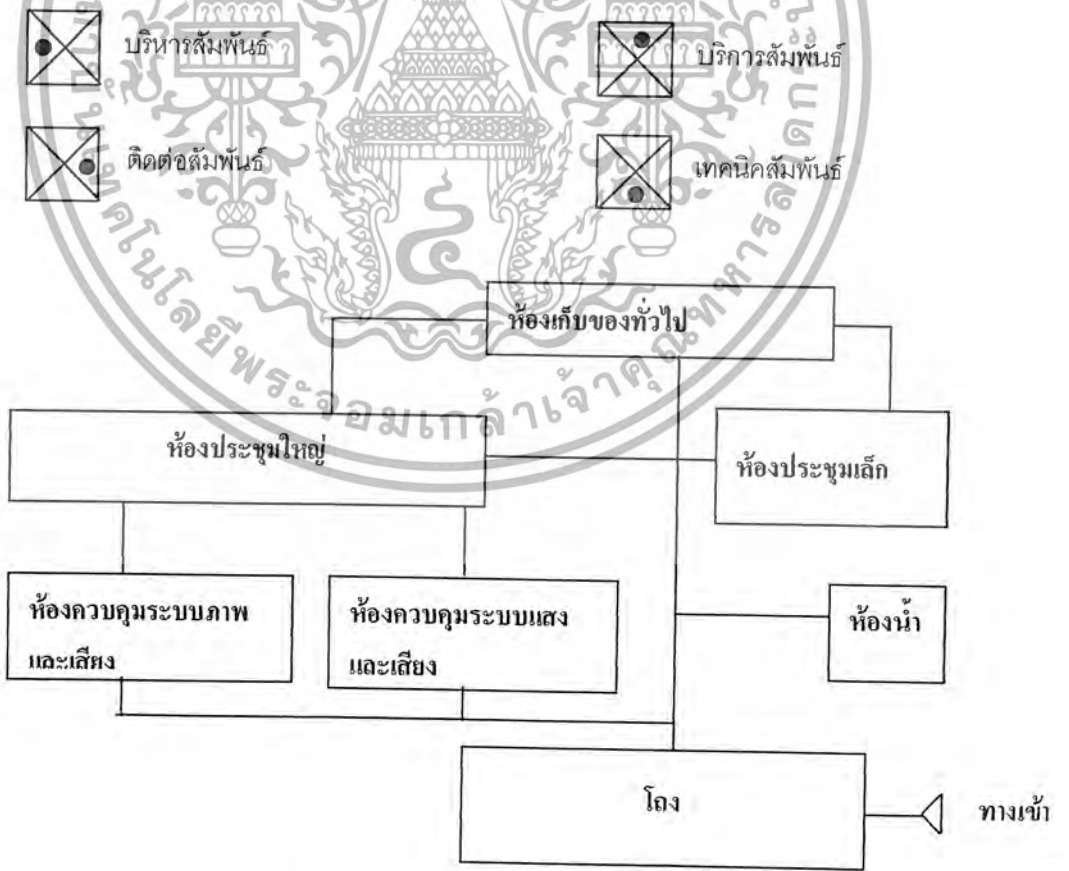 บริหารสัมพันธ์
บริการสัมพันธ์
ติดต่อสัมพันธ์
เทคนิคสัมพันธ์
ห้องเก็บของทั่วไป
ห้องประชุมใหญ่
ห้องประชุมเล็ก
ห้องควบคุมระบบภาพ
และเสียง
ห้องควบคุมระบบแสง
และเสียง
ห้องน้ำ
โถง
ทางเข้า